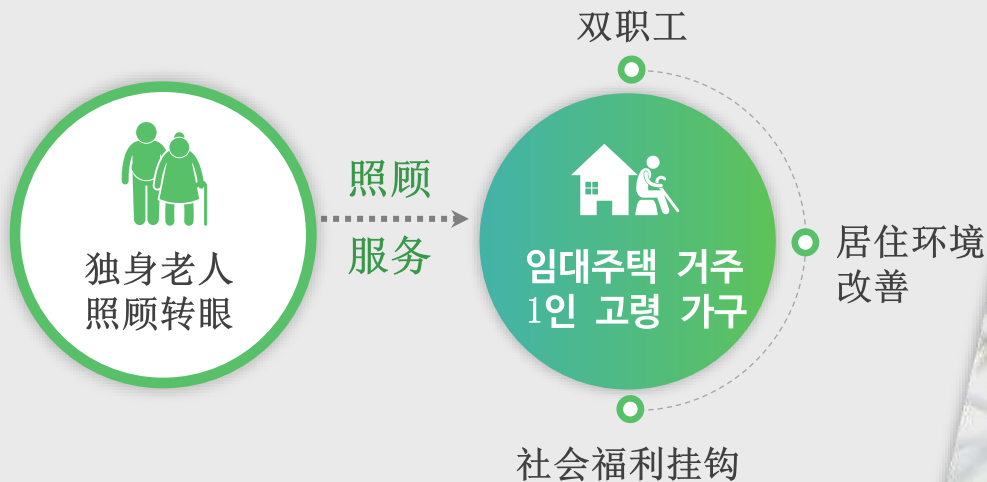 双职工
照顾
服务
独身老人
照顾转眼
임대주택 거주
1인 고령 가구
居住环境
改善
社会福利挂钩